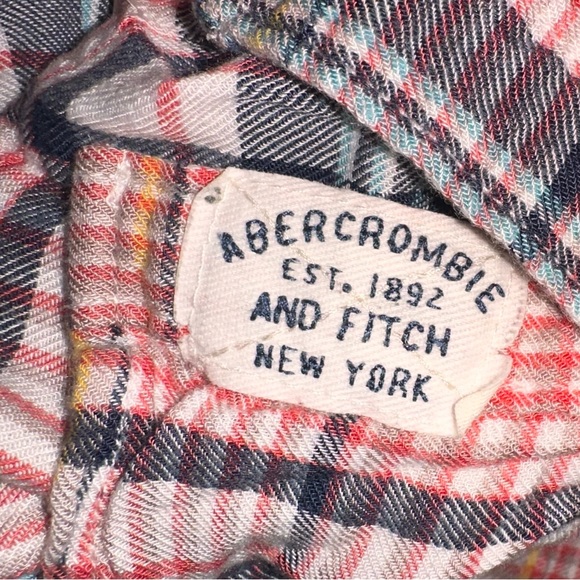 ABERCROMBIE
EST. 1892
AND FITCH
NEW YORK